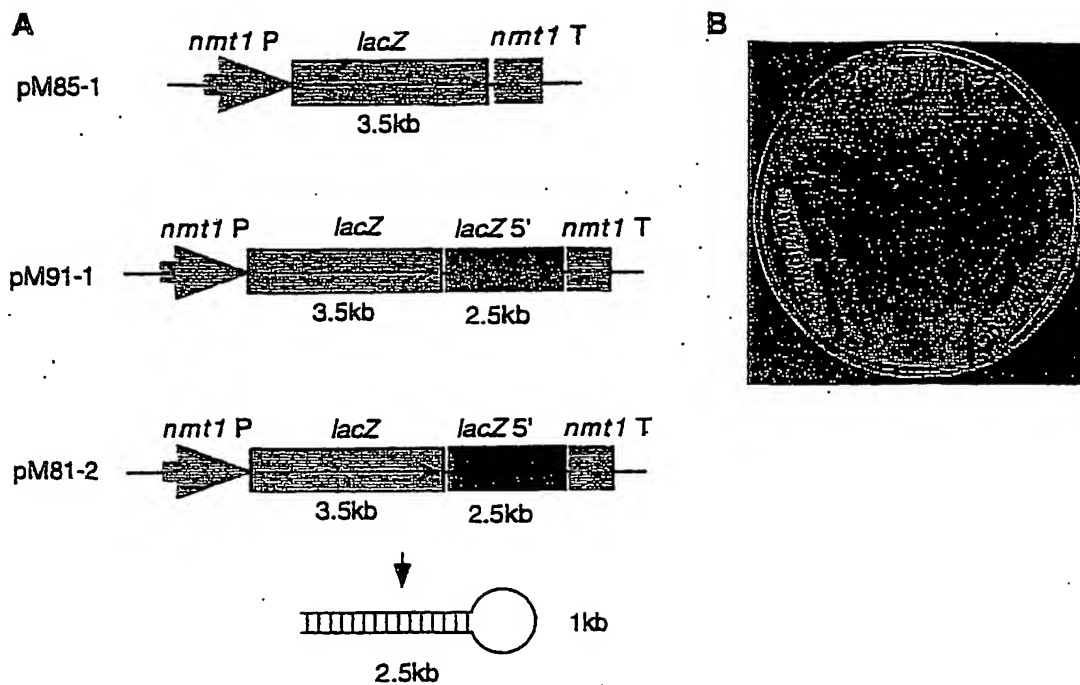 A
B
nmt1 P lacZ nmt1 T
pM85-1
3.5kb
nmt1 P lacZ lacZ 5' nmt1 T
pM91-1
3.5kb 2.5kb
nmt1 P lacZ lacZ 5' nmt1 T
pM81-2
3.5kb 2.5kb
1kb
2.5kb